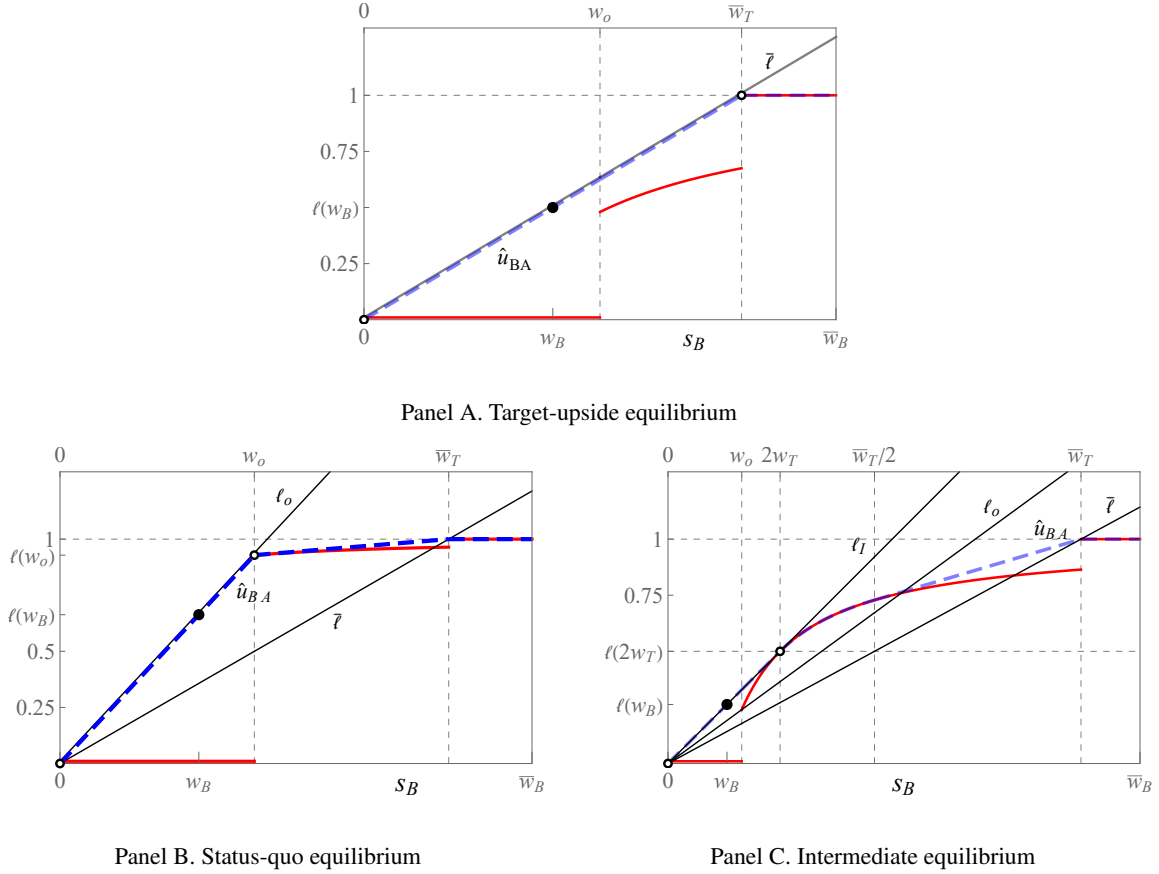 0 w_o w̅_T
ℓ̅
1
0.75
ℓ(w_B)
û_BA
0.25
0 w_B s_B w̅_B
Panel A. Target-upside equilibrium
0 w_o w̅_T
ℓ_o
1
ℓ(w_o)
û_BA
ℓ(w_B)
ℓ̅
0.5
0.25
0 w_B s_B w̅_B
Panel B. Status-quo equilibrium
0 w_o 2w_T w̅_T/2 w̅_T
ℓ̅
ℓ_o
û_BA
1
ℓ_I
0.75
ℓ(2w_T)
ℓ(w_B)
0 w_B s_B w̅_B
Panel C. Intermediate equilibrium